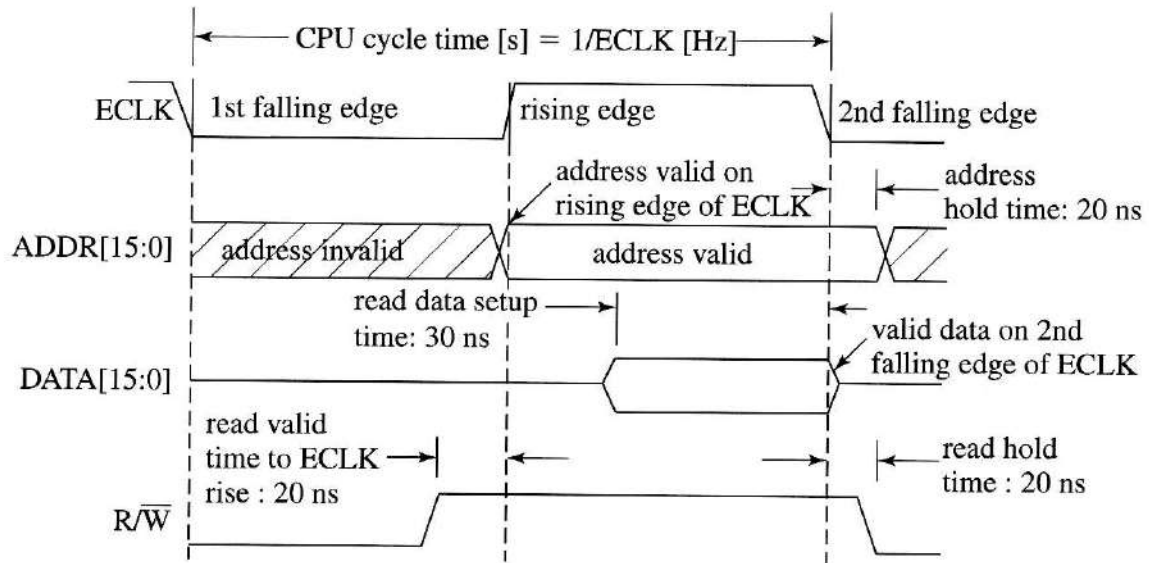 CPU cycle time [s] = 1/ECLK [Hz]
ECLK
1st falling edge
rising edge
2nd falling edge
address valid on
rising edge of ECLK
address
hold time: 20 ns
ADDR[15:0]
address invalid
address valid
read data setup
time: 30 ns
valid data on 2nd
falling edge of ECLK
DATA[15:0]
read valid
time to ECLK
rise : 20 ns
read hold
time : 20 ns
R/W̅